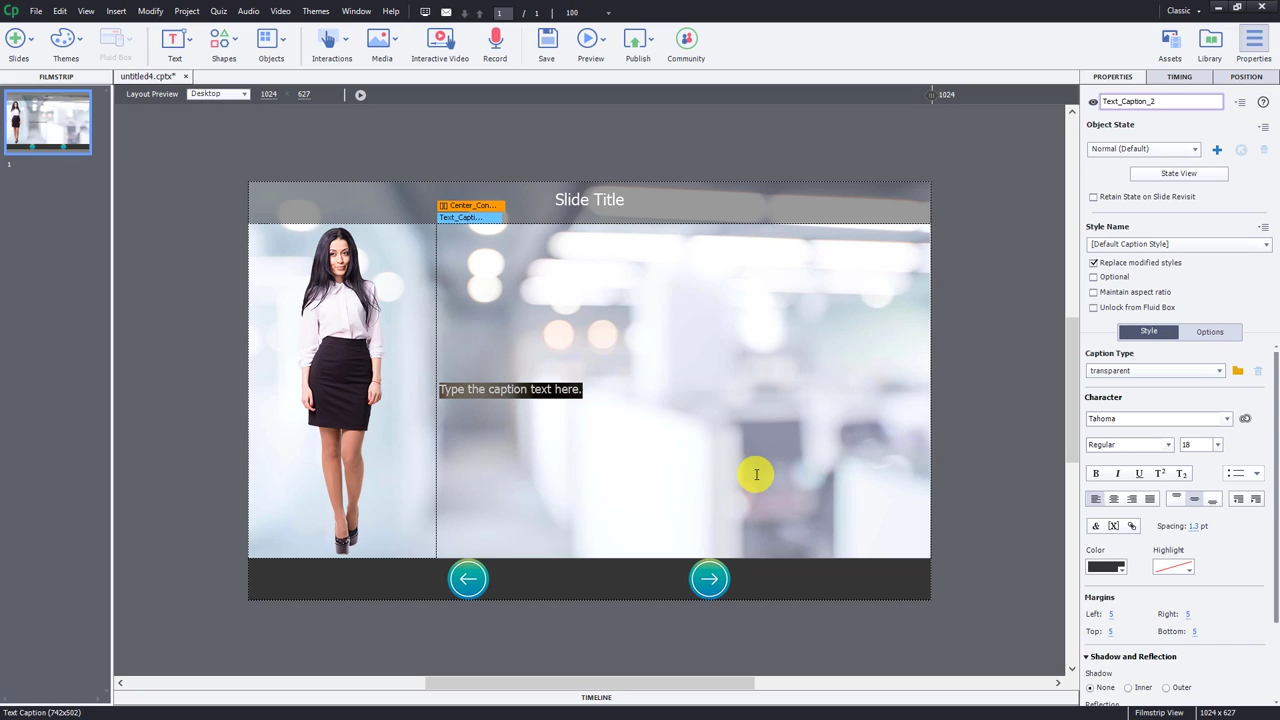 Cp File Edit View Insert Modify Project Quiz Audio Video Themes Window Help 1 / 1 100 Classic
Slides Themes Fluid Box Text Shapes Objects Interactions Media Interactive Video Record Save Preview Publish Community Assets Library Properties
FILMSTRIP untitled4.cptx* × PROPERTIES TIMING POSITION
Layout Preview Desktop 1024 × 627 1024
1
Slide Title
Center_Con...
Text_Capti...
Type the caption text here.
Text_Caption_2
Object State
Normal (Default)
State View
Retain State on Slide Revisit
Style Name
[Default Caption Style]
Replace modified styles
Optional
Maintain aspect ratio
Unlock from Fluid Box
Style Options
Caption Type
transparent
Character
Tahoma
Regular 18
B I U T² T₂
& [X] Spacing: 1.3 pt
Color Highlight
Margins
Left: 5 Right: 5
Top: 5 Bottom: 5
Shadow and Reflection
Shadow
None Inner Outer
Reflection
TIMELINE
Text Caption (742x502) Filmstrip View 1024 x 627